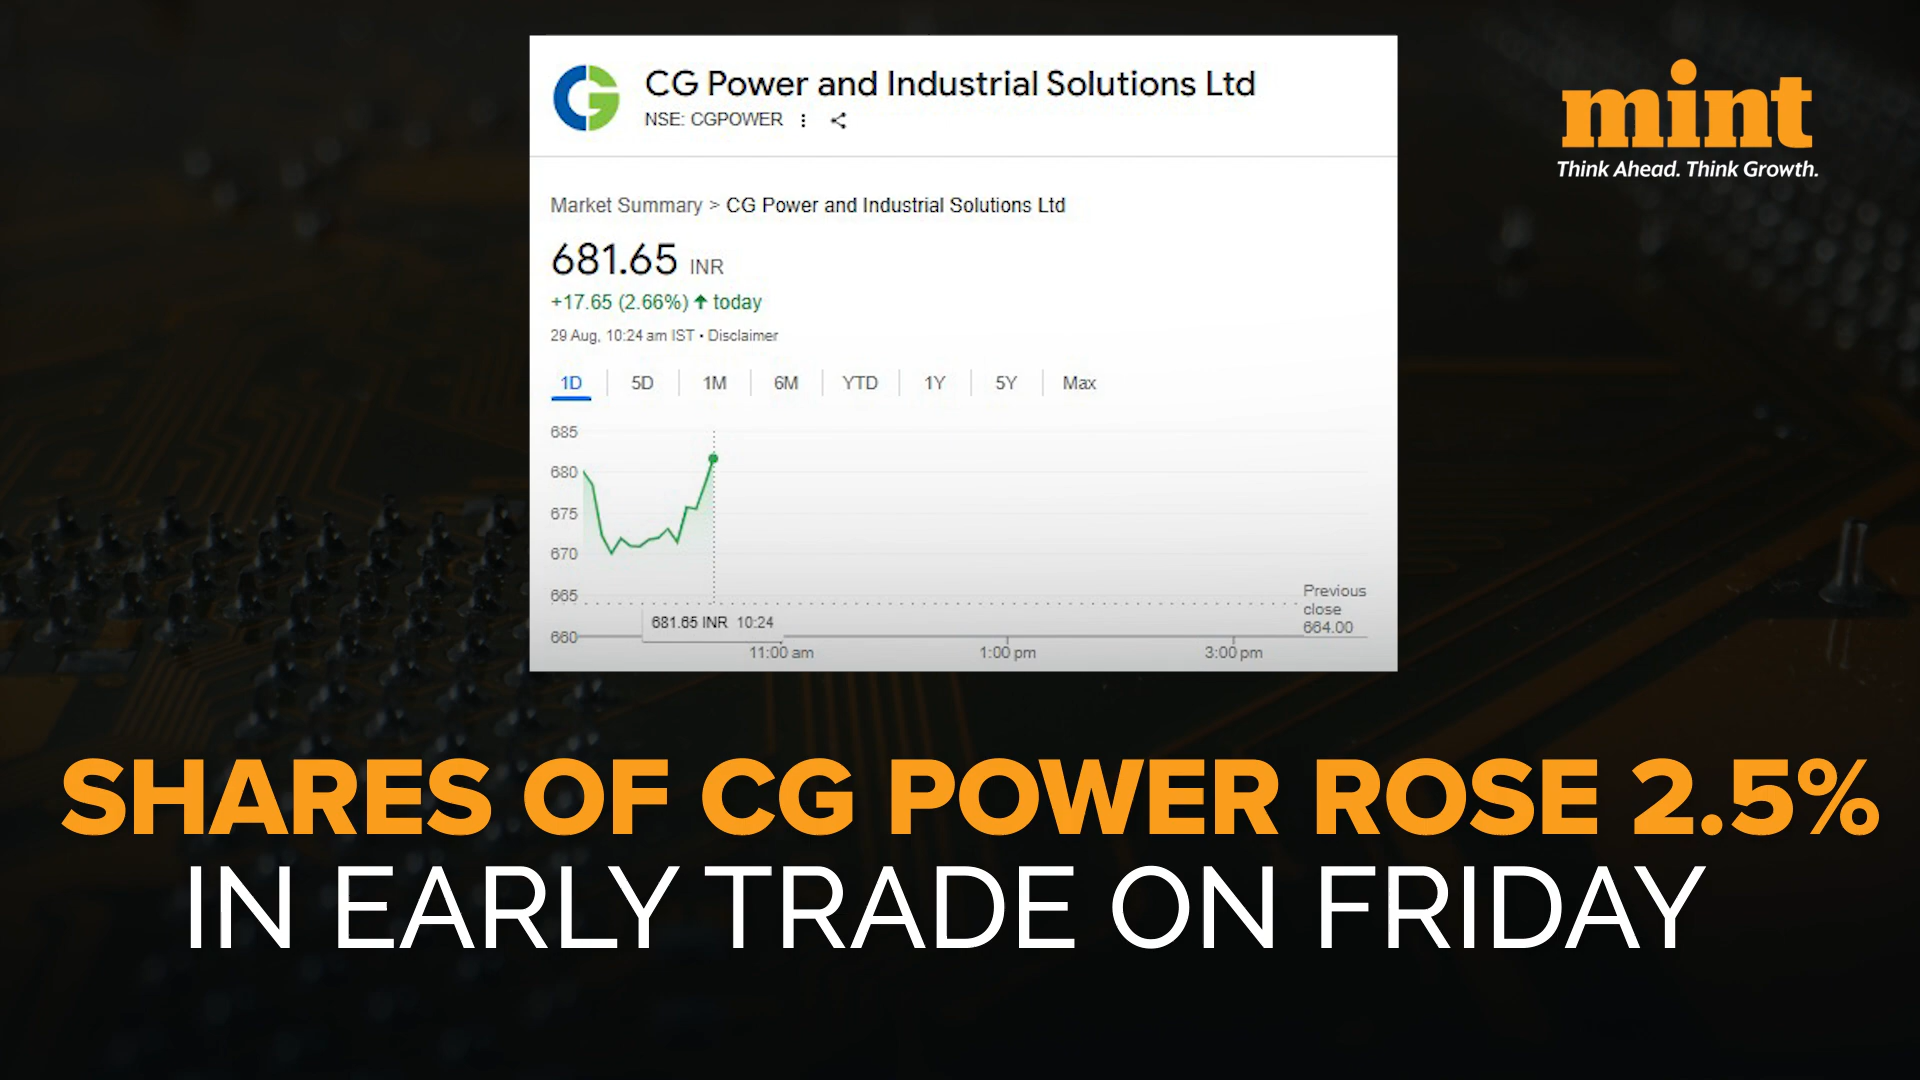 CG Power and Industrial Solutions Ltd
NSE: CGPOWER
mint
Think Ahead. Think Growth.
Market Summary > CG Power and Industrial Solutions Ltd
681.65 INR
+17.65 (2.66%) ↑ today
29 Aug, 10:24 am IST • Disclaimer
1D 5D 1M 6M YTD 1Y 5Y Max
685
680
675
670
665
660
Previous
close
664.00
681.65 INR 10:24
11:00 am 1:00 pm 3:00 pm
SHARES OF CG POWER ROSE 2.5%
IN EARLY TRADE ON FRIDAY